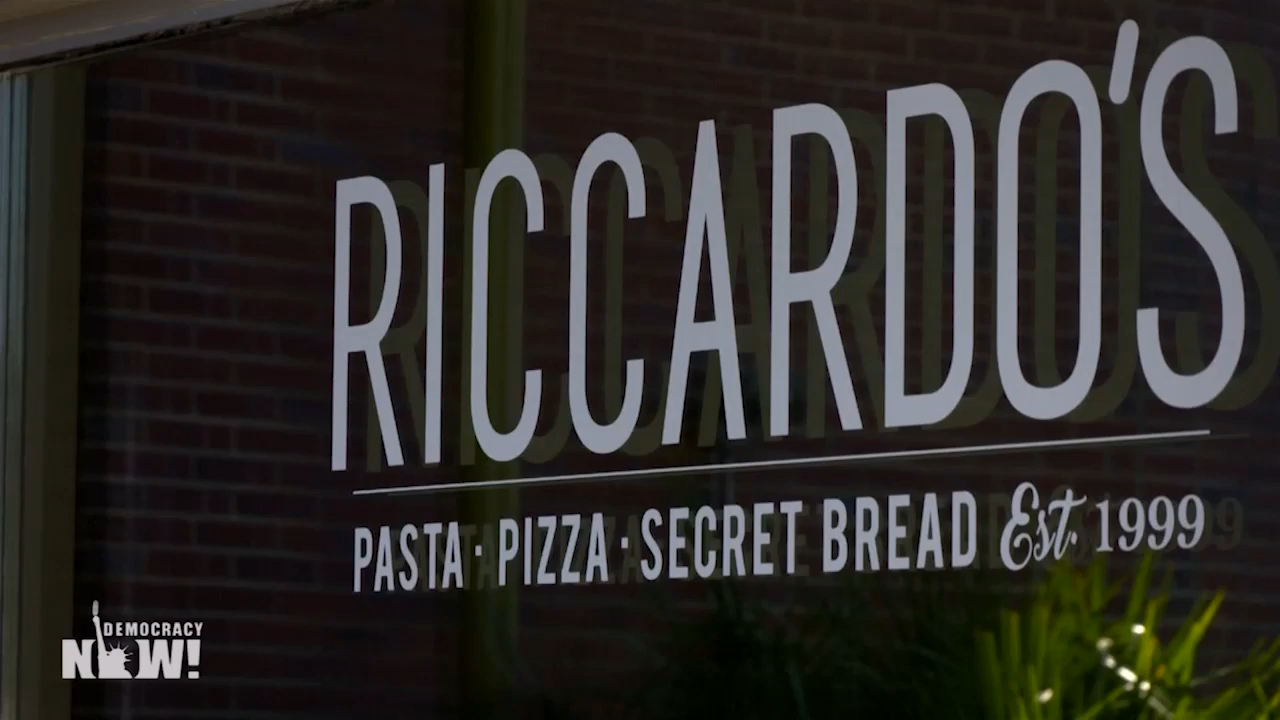 RICCARDO'S
PASTA · PIZZA · SECRET BREAD Est. 1999
DEMOCRACY
NOW!